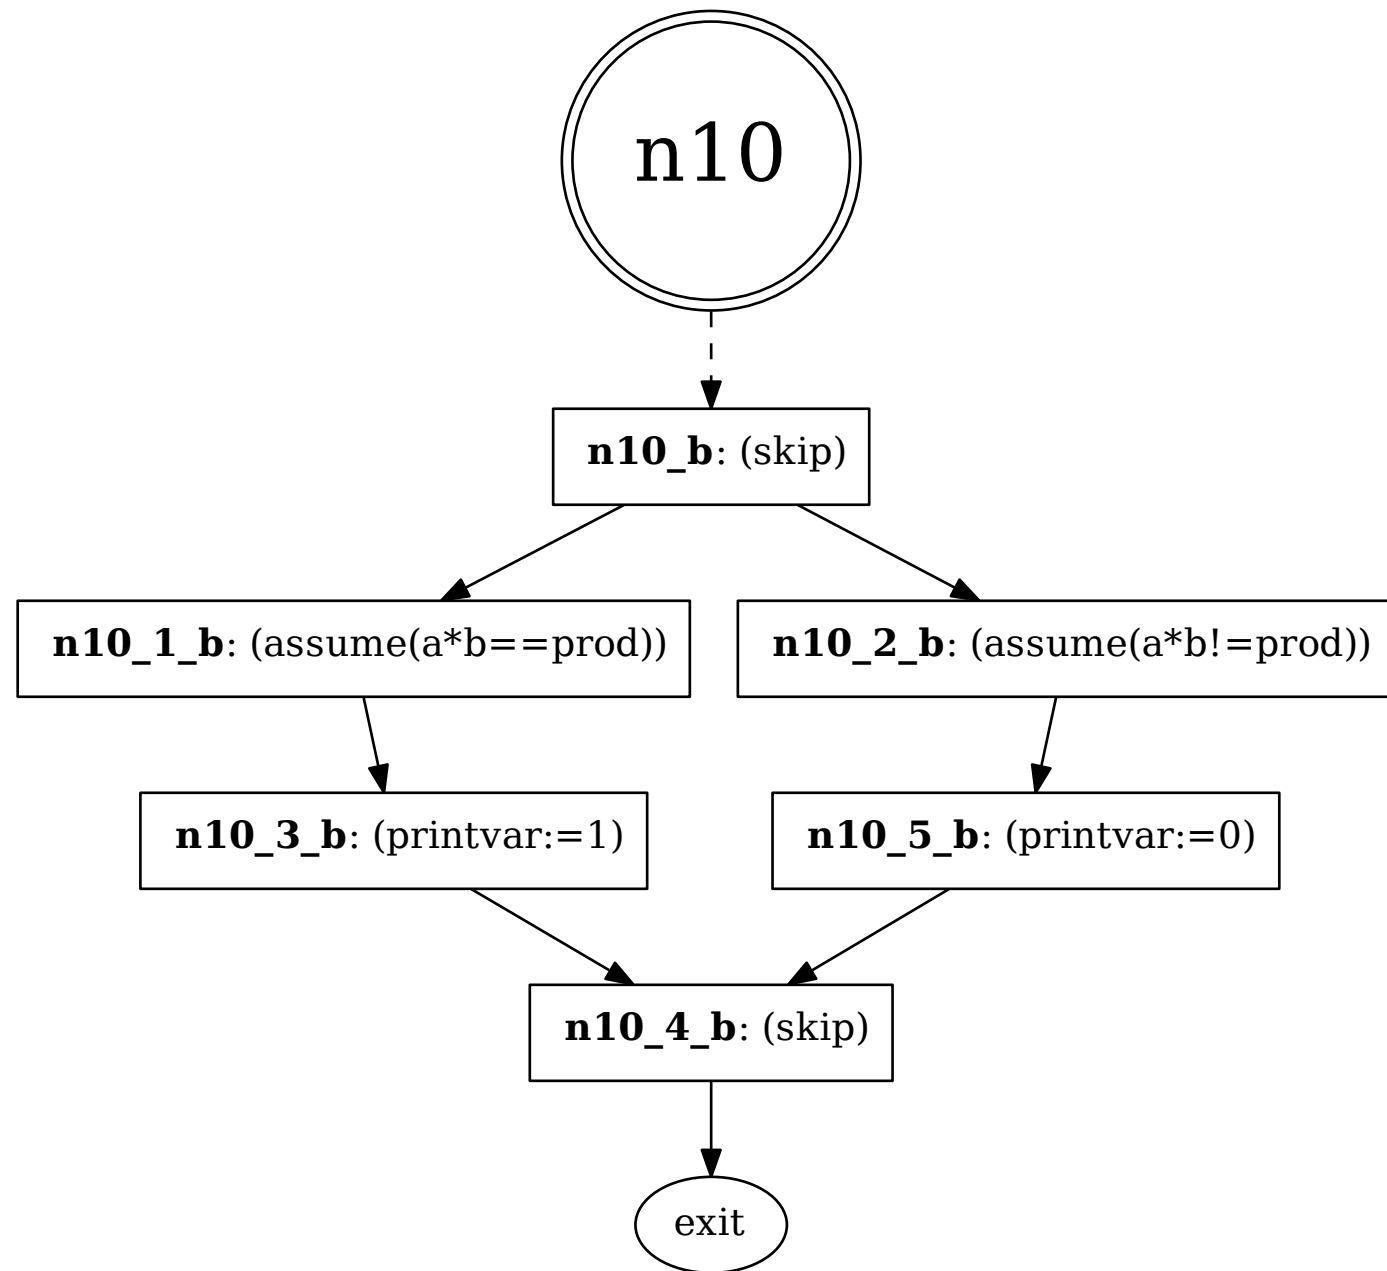 n10
n10_b: (skip)
n10_1_b: (assume(a*b==prod))
n10_2_b: (assume(a*b!=prod))
n10_3_b: (printvar:=1)
n10_5_b: (printvar:=0)
n10_4_b: (skip)
exit